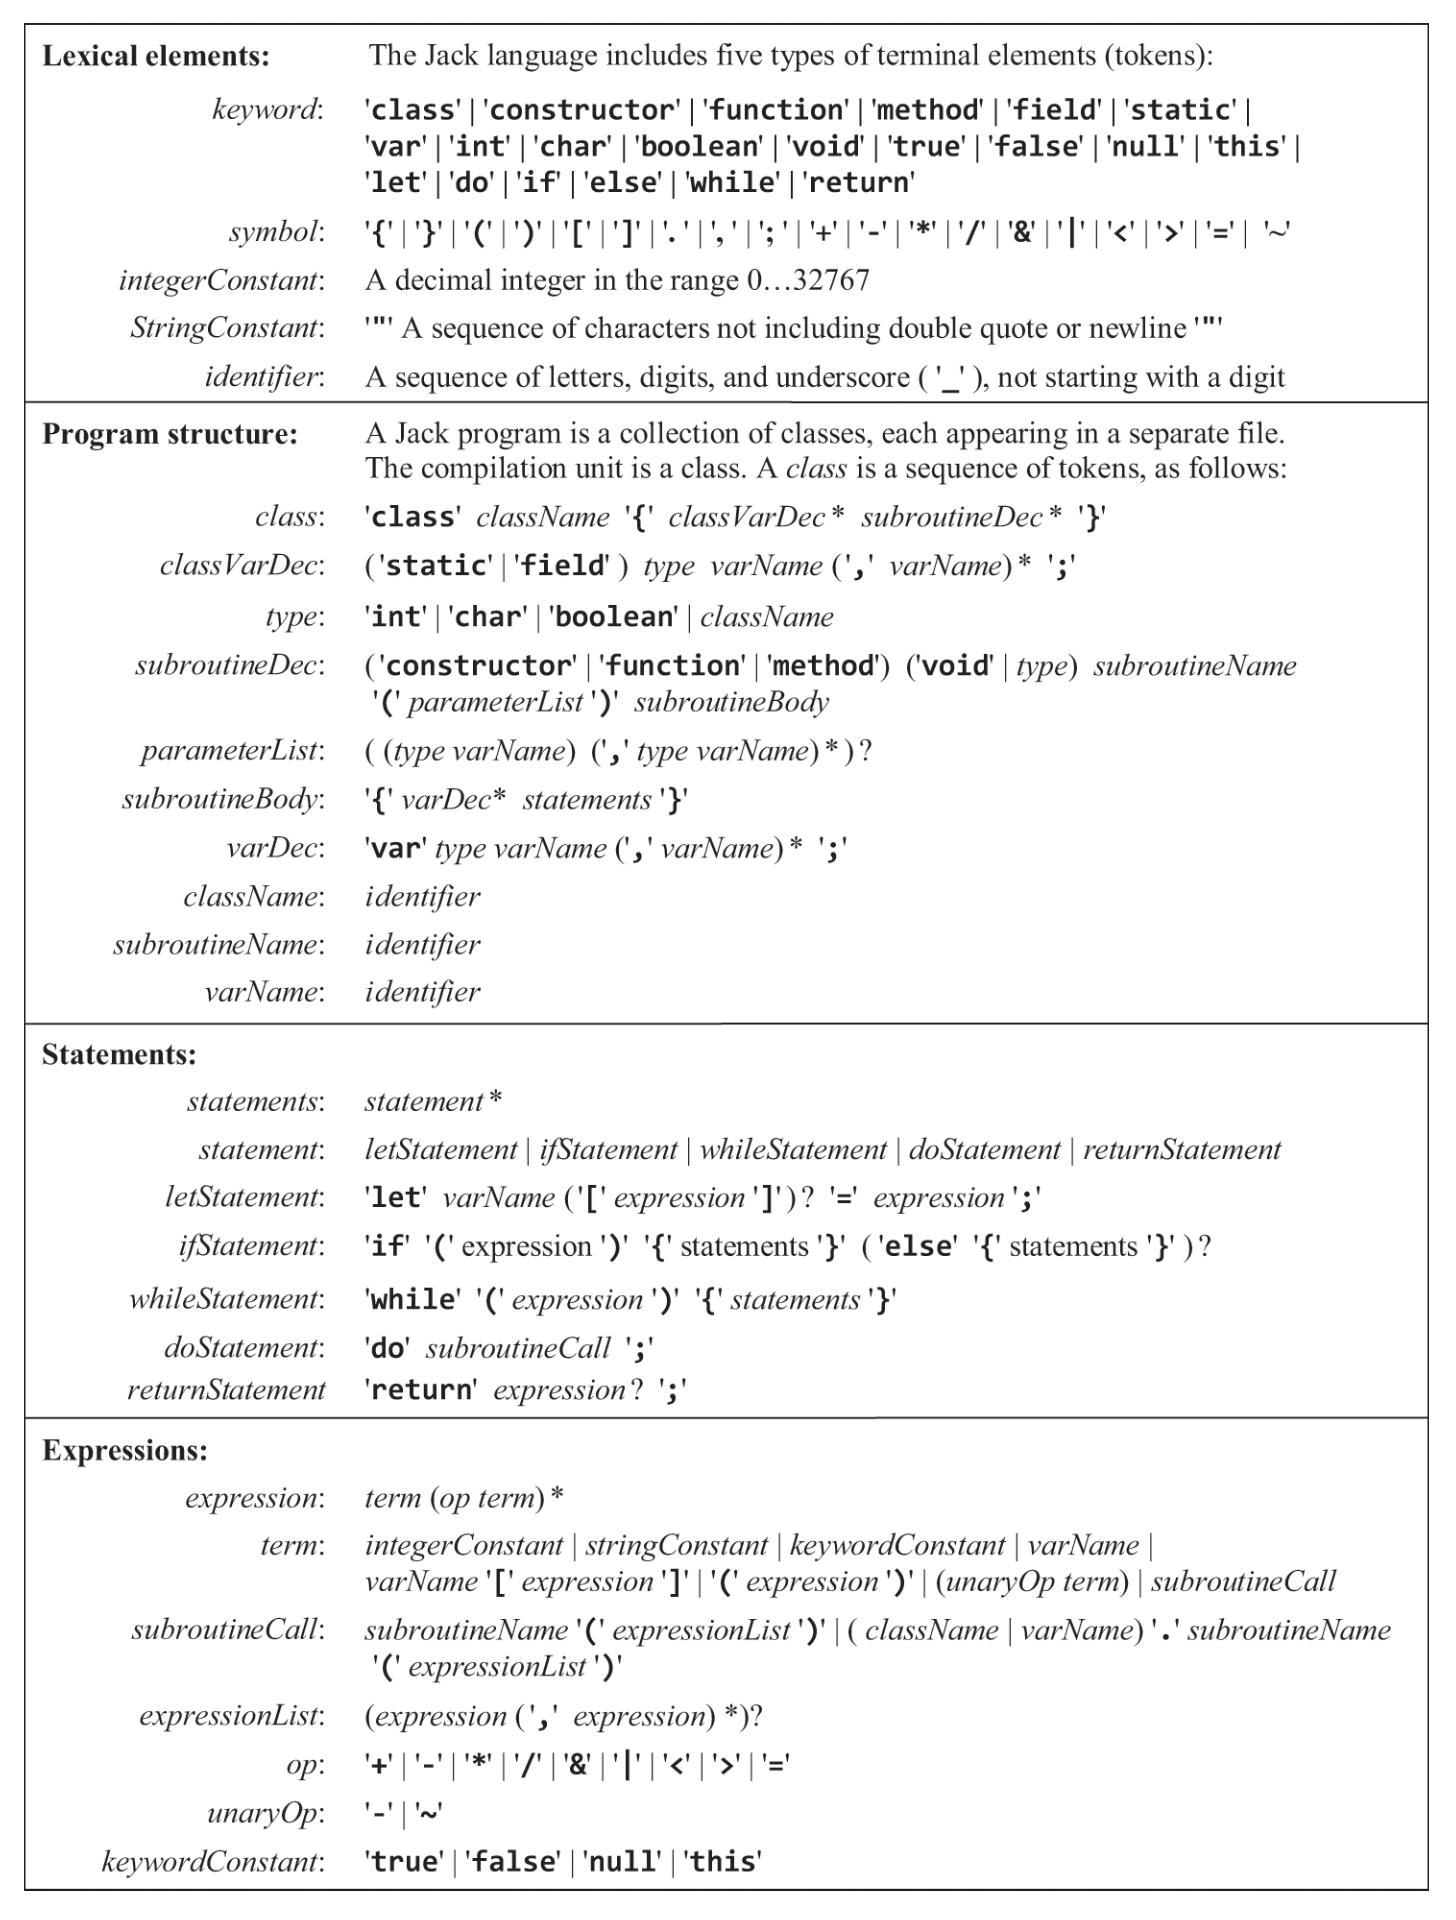 Lexical elements: The Jack language includes five types of terminal elements (tokens):
keyword: 'class' | 'constructor' | 'function' | 'method' | 'field' | 'static' |
'var' | 'int' | 'char' | 'boolean' | 'void' | 'true' | 'false' | 'null' | 'this' |
'let' | 'do' | 'if' | 'else' | 'while' | 'return'
symbol: '{' | '}' | '(' | ')' | '[' | ']' | '.' | ',' | ';' | '+' | '-' | '*' | '/' | '&' | '|' | '<' | '>' | '=' | '~'
integerConstant: A decimal integer in the range 0…32767
StringConstant: '"' A sequence of characters not including double quote or newline '"'
identifier: A sequence of letters, digits, and underscore ( '_' ), not starting with a digit
Program structure: A Jack program is a collection of classes, each appearing in a separate file.
The compilation unit is a class. A class is a sequence of tokens, as follows:
class: 'class' className '{' classVarDec* subroutineDec* '}'
classVarDec: ('static' | 'field' ) type varName (',' varName)* ';'
type: 'int' | 'char' | 'boolean' | className
subroutineDec: ('constructor' | 'function' | 'method') ('void' | type) subroutineName
'(' parameterList ')' subroutineBody
parameterList: ( (type varName) (',' type varName)*)?
subroutineBody: '{' varDec* statements '}'
varDec: 'var' type varName (',' varName)* ';'
className: identifier
subroutineName: identifier
varName: identifier
Statements:
statements: statement*
statement: letStatement | ifStatement | whileStatement | doStatement | returnStatement
letStatement: 'let' varName ('[' expression ']')? '=' expression ';'
ifStatement: 'if' '(' expression ')' '{' statements '}' ( 'else' '{' statements '}' )?
whileStatement: 'while' '(' expression ')' '{' statements '}'
doStatement: 'do' subroutineCall ';'
returnStatement 'return' expression? ';'
Expressions:
expression: term (op term)*
term: integerConstant | stringConstant | keywordConstant | varName |
varName '[' expression ']' | '(' expression ')' | (unaryOp term) | subroutineCall
subroutineCall: subroutineName '(' expressionList ')' | ( className | varName) '.' subroutineName
'(' expressionList ')'
expressionList: (expression (',' expression) *)?
op: '+' | '-' | '*' | '/' | '&' | '|' | '<' | '>' | '='
unaryOp: '-' | '~'
keywordConstant: 'true' | 'false' | 'null' | 'this'